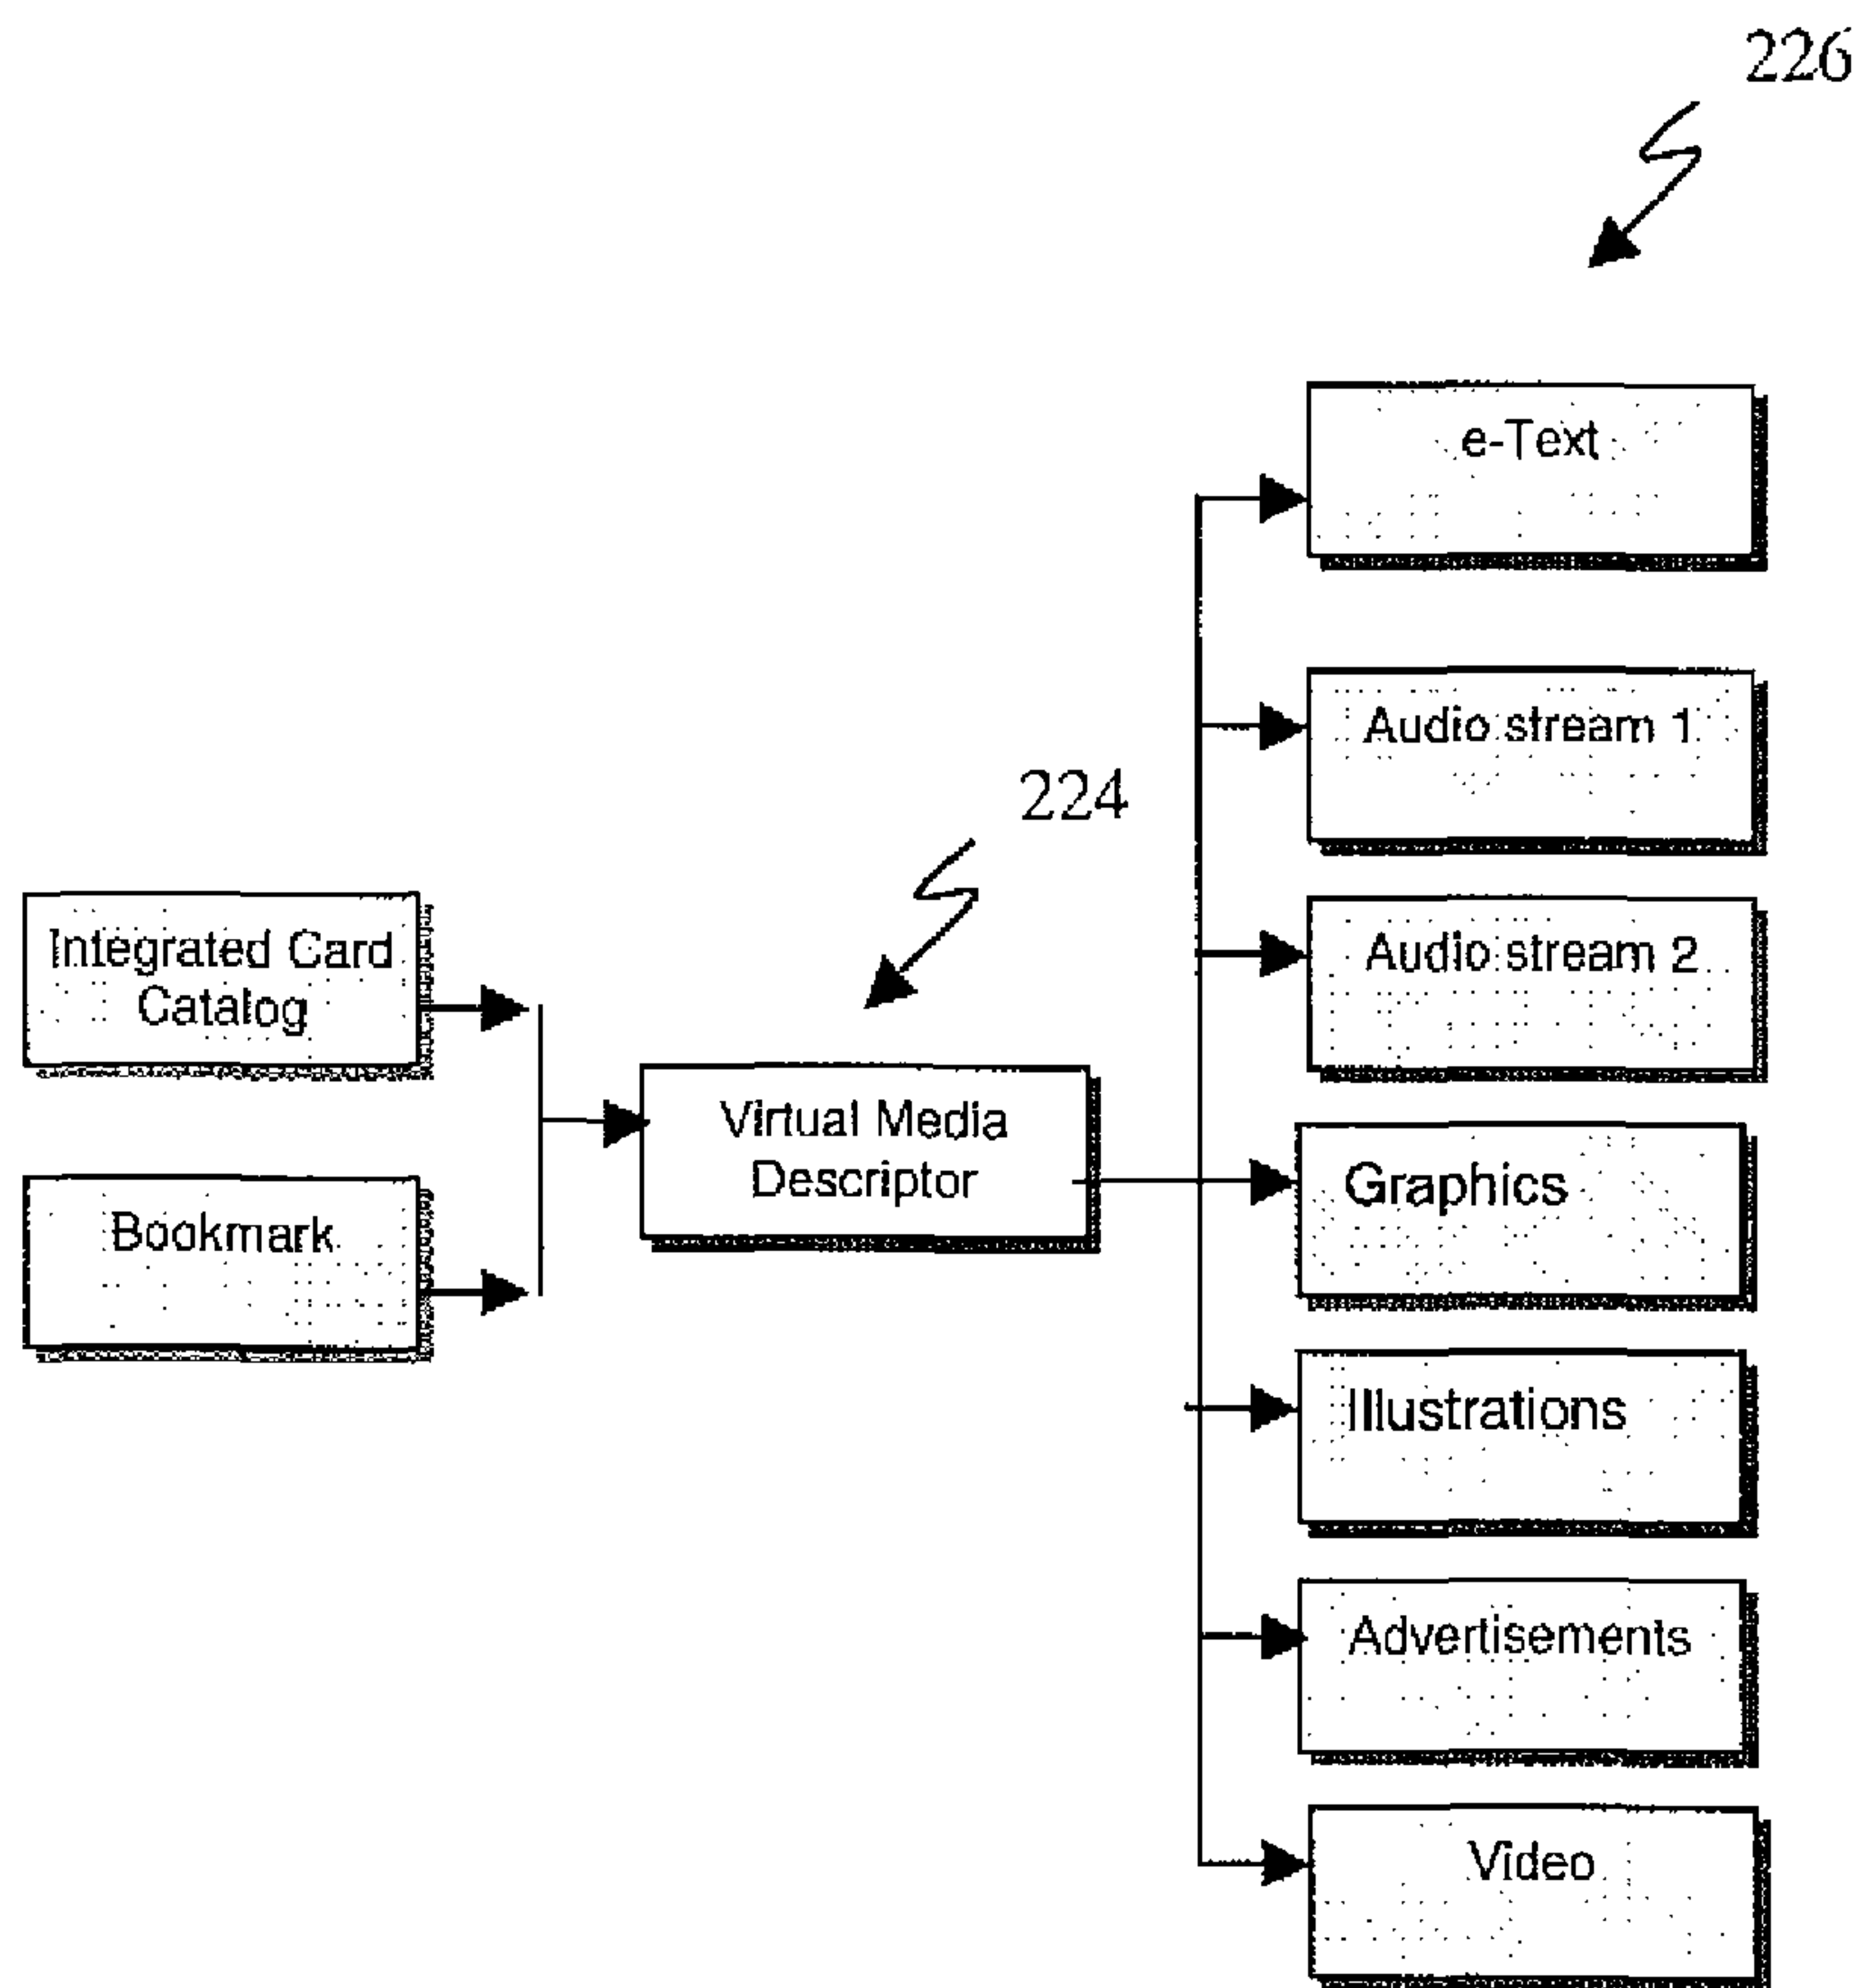 226
e-Text
Audio stream 1
224
Audio stream 2
Integrated Card
Catalog
Virtual Media
Descriptor
Graphics
Bookmark
Illustrations
Advertisements
Video